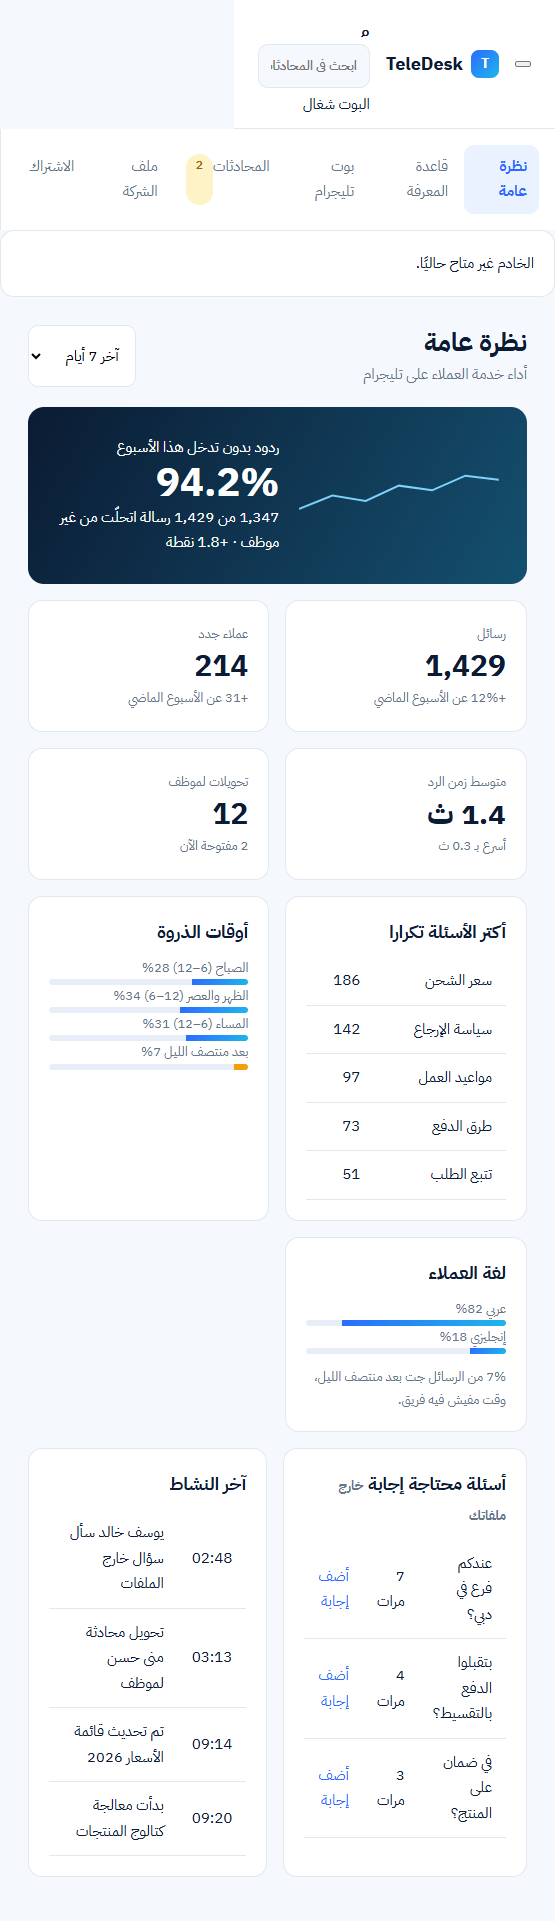 م
T TeleDesk
ابحث في المحادثات
البوت شغال
نظرة عامة
قاعدة المعرفة
بوت تليجرام
المحادثات 2
ملف الشركة
الاشتراك
الخادم غير متاح حاليًا.
نظرة عامة
أداء خدمة العملاء على تليجرام
آخر 7 أيام
ردود بدون تدخل هذا الأسبوع
94.2%
1,347 من 1,429 رسالة اتحلّت من غير
موظف · +1.8 نقطة
رسائل
1,429
+12% عن الأسبوع الماضي
عملاء جدد
214
+31 عن الأسبوع الماضي
متوسط زمن الرد
1.4 ث
أسرع بـ 0.3 ث
تحويلات لموظف
12
2 مفتوحة الآن
أكتر الأسئلة تكرارا
سعر الشحن 186
سياسة الإرجاع 142
مواعيد العمل 97
طرق الدفع 73
تتبع الطلب 51
أوقات الذروة
الصباح (6–12) 28%
الظهر والعصر (12–6) 34%
المساء (6–12) 31%
بعد منتصف الليل 7%
لغة العملاء
عربي 82%
إنجليزي 18%
7% من الرسائل جت بعد منتصف الليل،
وقت مفيش فيه فريق.
أسئلة محتاجة إجابة خارج
ملفاتك
عندكم فرع في دبي؟ 7 مرات أضف إجابة
بتقبلوا الدفع بالتقسيط؟ 4 مرات أضف إجابة
في ضمان على المنتج؟ 3 مرات أضف إجابة
آخر النشاط
02:48 يوسف خالد سأل سؤال خارج الملفات
03:13 تحويل محادثة منى حسن لموظف
09:14 تم تحديث قائمة الأسعار 2026
09:20 بدأت معالجة كتالوج المنتجات